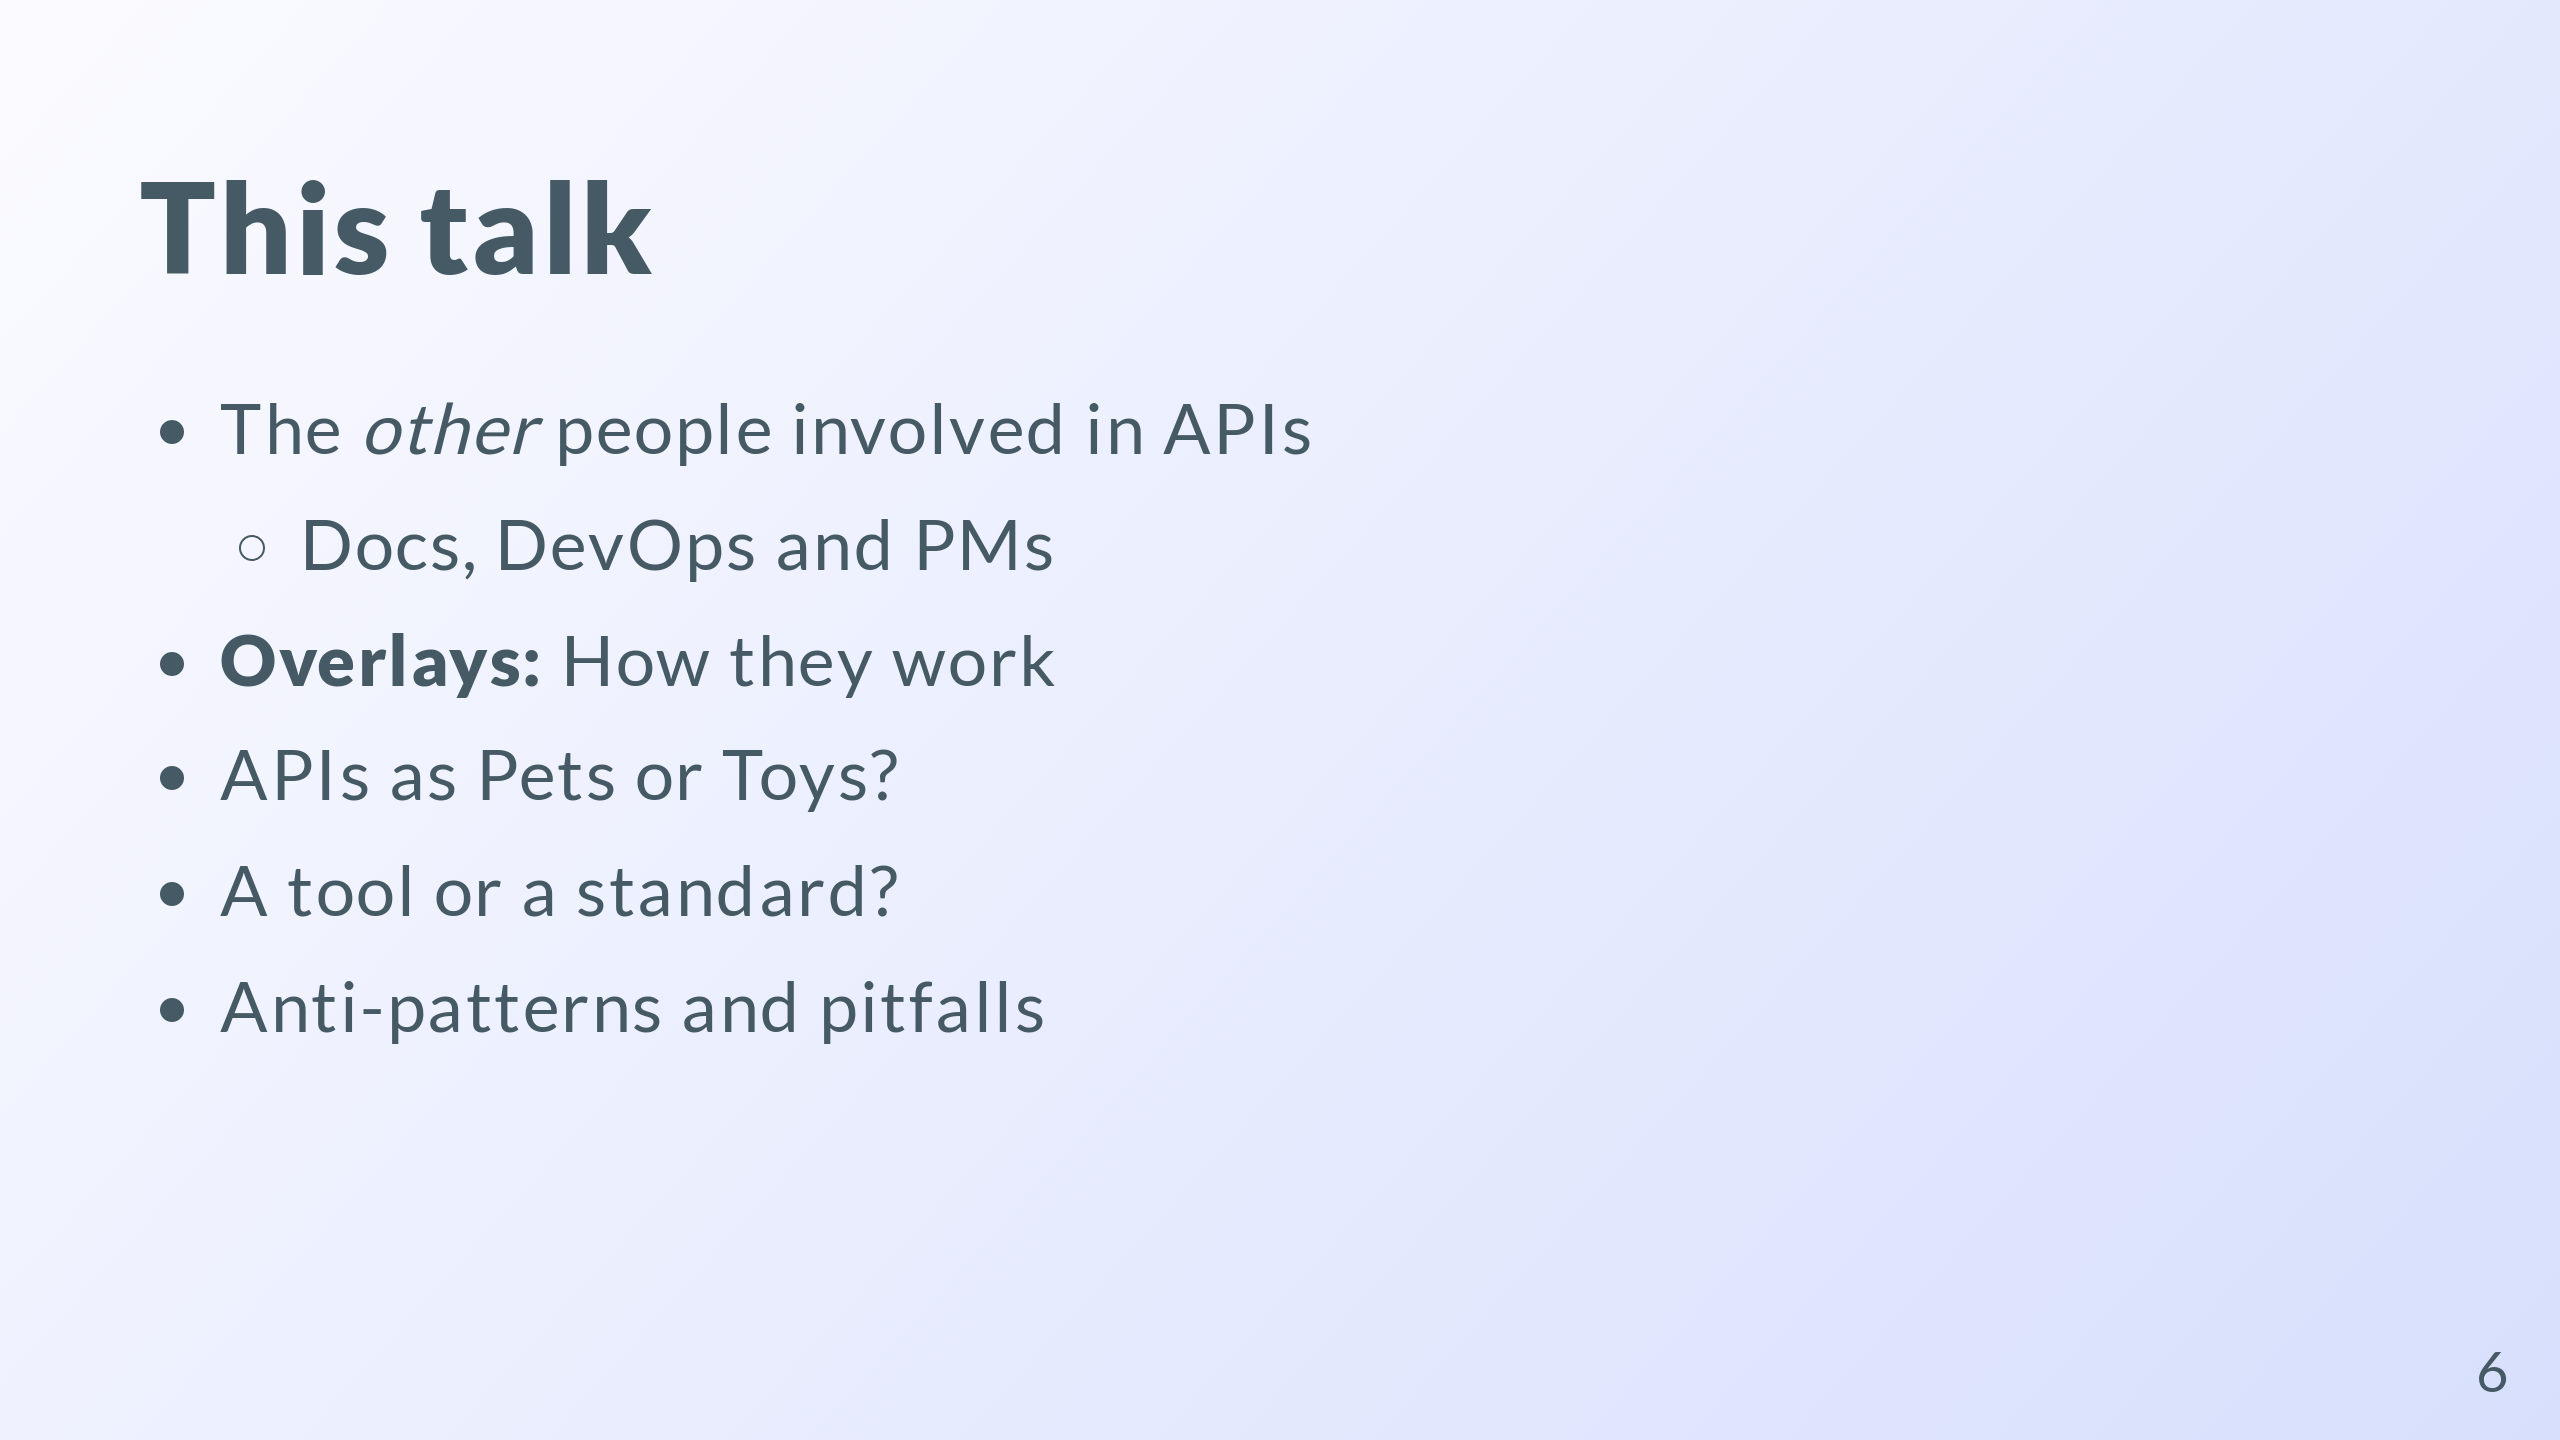 This talk
• The other people involved in APIs
○ Docs, DevOps and PMs
• Overlays: How they work
• APIs as Pets or Toys?
• A tool or a standard?
• Anti-patterns and pitfalls
6